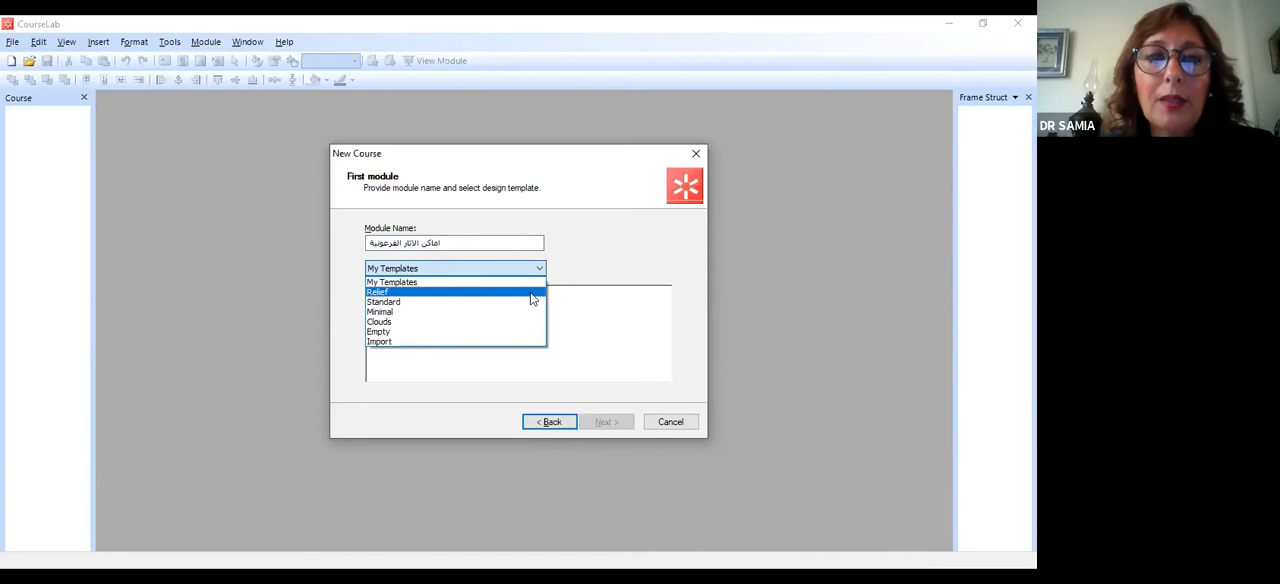 CourseLab
File Edit View Insert Format Tools Module Window Help
View Module
Course
Frame Struct
DR SAMIA
New Course
First module
Provide module name and select design template.
Module Name:
اماكن الاثار الفرعونية
My Templates
My Templates
Relief
Standard
Minimal
Clouds
Empty
Import
< Back
Next >
Cancel